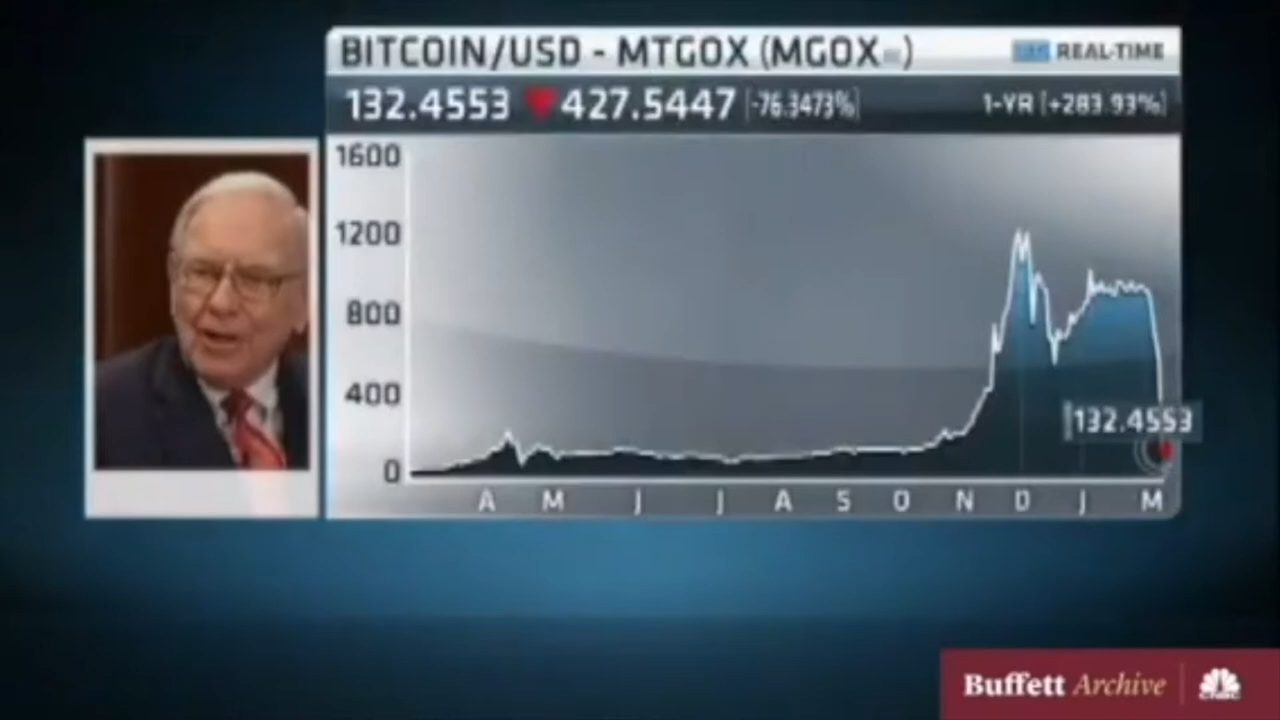 BITCOIN/USD - MTGOX (MGOX=)
REAL-TIME
132.4553 427.5447 [-76.3473%]
1-YR [+283.93%]
1600
1200
800
400
0
132.4553
A M J J A S O N D J M
Buffett Archive
CNBC